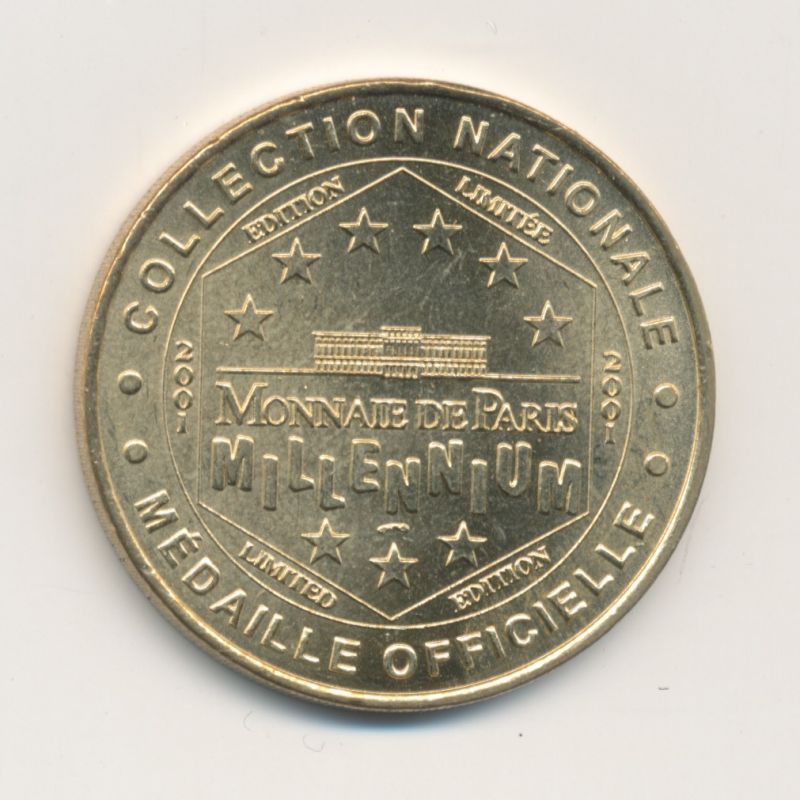 COLLECTION NATIONALE
EDITION LIMITÉE
2001 2001
MONNAIE DE PARIS
MILLENNIUM
LIMITED EDITION
MÉDAILLE OFFICIELLE